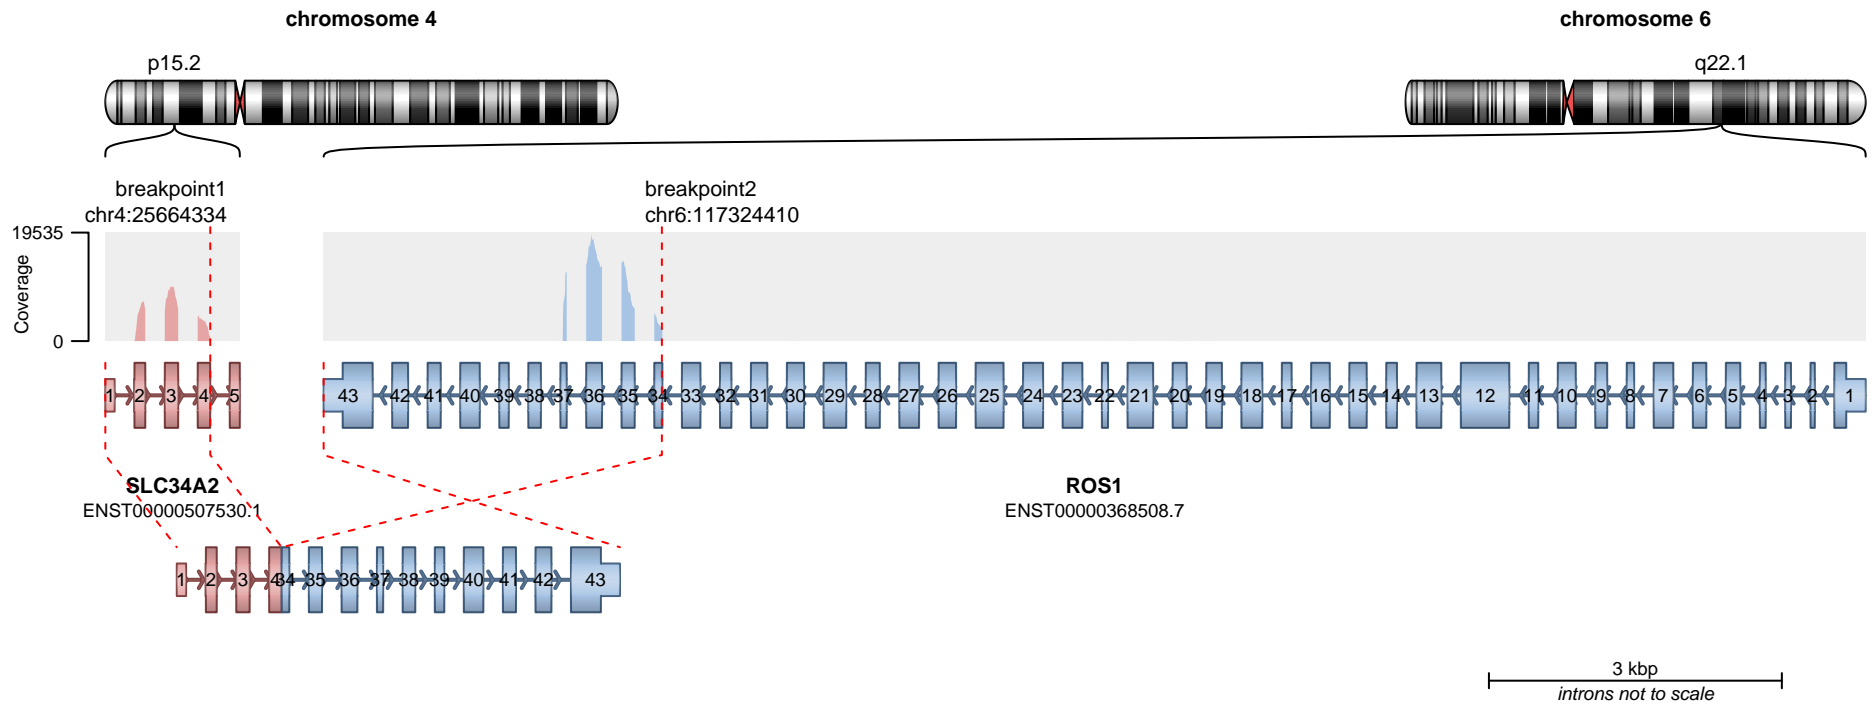 chromosome 4
chromosome 6
p15.2
q22.1
breakpoint1
chr4:25664334
breakpoint2
chr6:117324410
19535
Coverage
0
1 2 3 4 5
43 42 41 40 39 38 37 36 35 34 33 32 31 30 29 28 27 26 25 24 23 22 21 20 19 18 17 16 15 14 13 12 11 10 9 8 7 6 5 4 3 2 1
SLC34A2
ENST00000507530.1
ROS1
ENST00000368508.7
1 2 3 4 34 35 36 37 38 39 40 41 42 43
3 kbp
introns not to scale